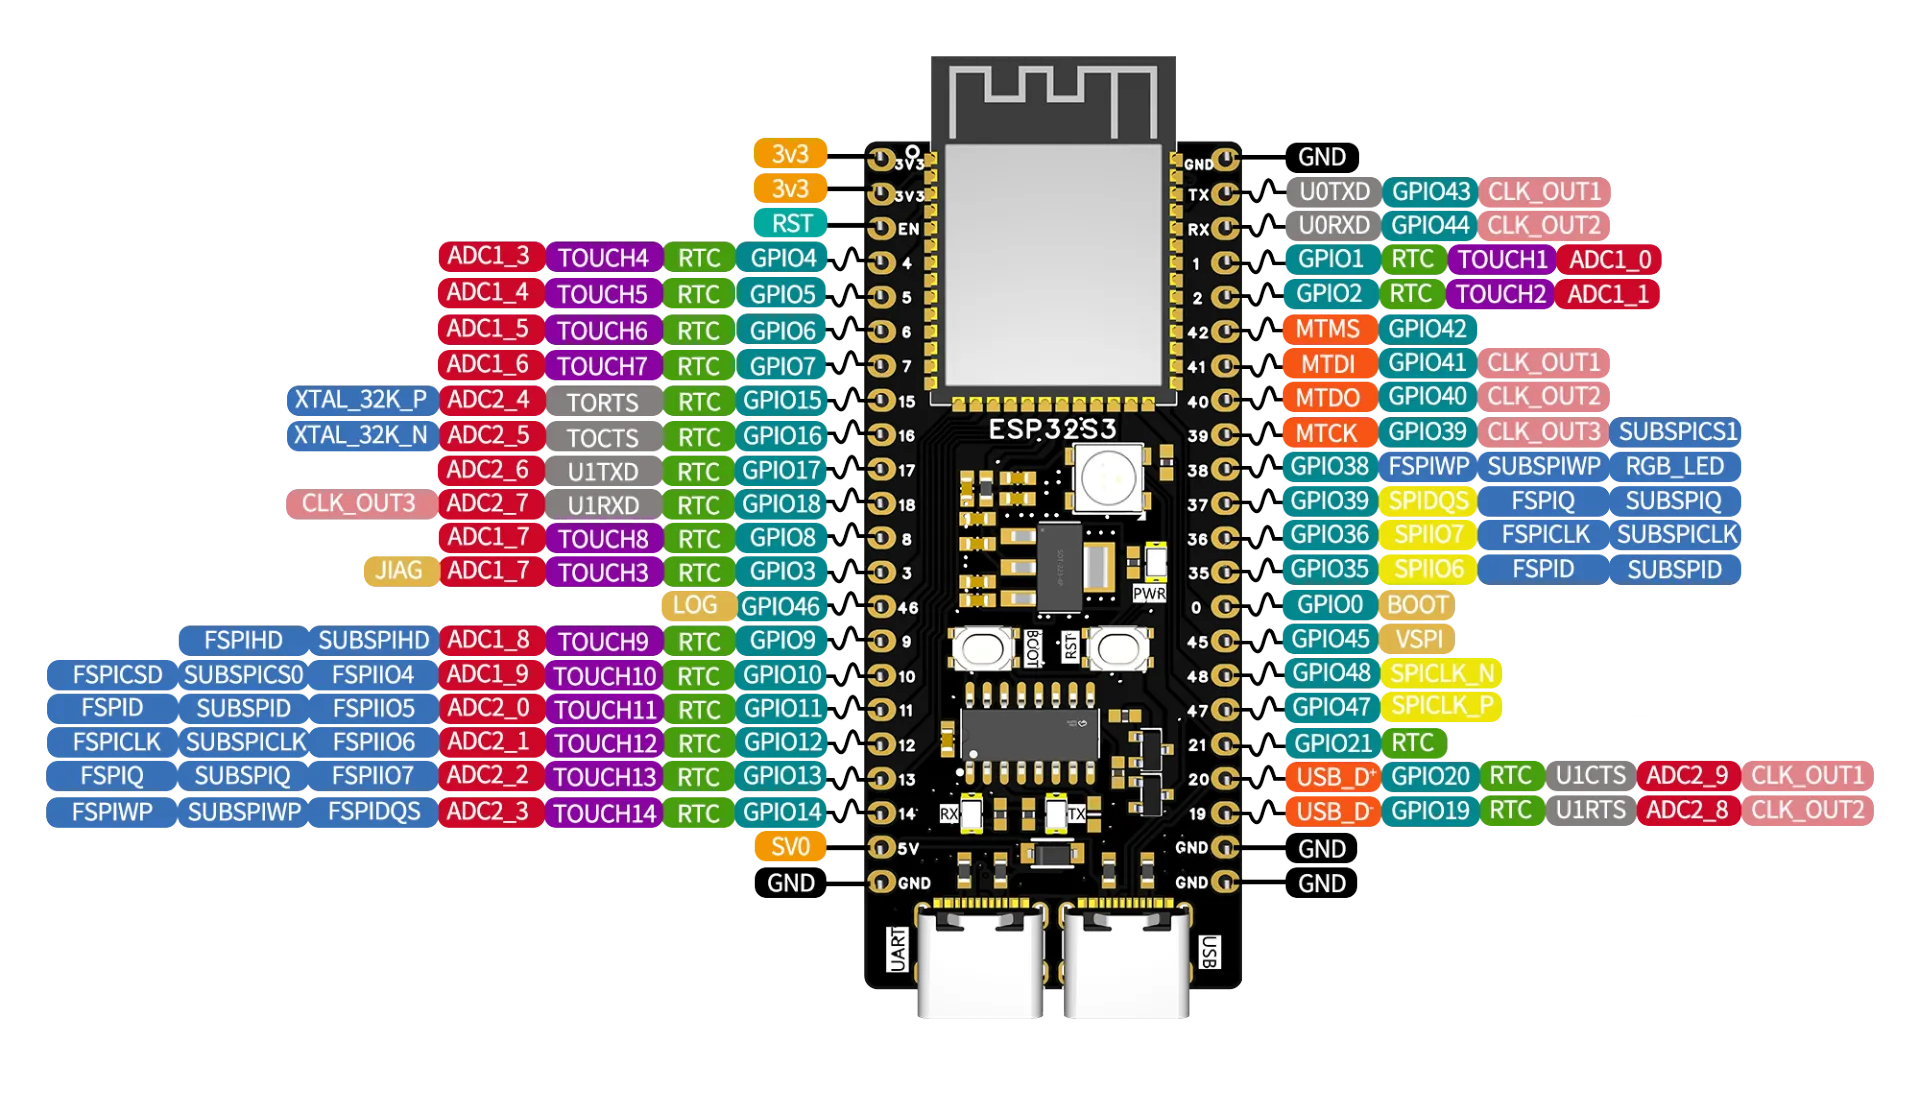 3v3 3V3 GND GND
3v3 3V3 TX U0TXD GPIO43 CLK_OUT1
RST EN RX U0RXD GPIO44 CLK_OUT2
ADC1_3 TOUCH4 RTC GPIO4 4 1 GPIO1 RTC TOUCH1 ADC1_0
ADC1_4 TOUCH5 RTC GPIO5 5 2 GPIO2 RTC TOUCH2 ADC1_1
ADC1_5 TOUCH6 RTC GPIO6 6 42 MTMS GPIO42
ADC1_6 TOUCH7 RTC GPIO7 7 41 MTDI GPIO41 CLK_OUT1
XTAL_32K_P ADC2_4 TORTS RTC GPIO15 15 40 MTDO GPIO40 CLK_OUT2
XTAL_32K_N ADC2_5 TOCTS RTC GPIO16 16 ESP32S3 39 MTCK GPIO39 CLK_OUT3 SUBSPICS1
ADC2_6 U1TXD RTC GPIO17 17 38 GPIO38 FSPIWP SUBSPIWP RGB_LED
CLK_OUT3 ADC2_7 U1RXD RTC GPIO18 18 37 GPIO39 SPIDQS FSPIQ SUBSPIQ
ADC1_7 TOUCH8 RTC GPIO8 8 36 GPIO36 SPIIO7 FSPICLK SUBSPICLK
JIAG ADC1_7 TOUCH3 RTC GPIO3 3 35 GPIO35 SPIIO6 FSPID SUBSPID
PWR
LOG GPIO46 46 0 GPIO0 BOOT
FSPIHD SUBSPIHD ADC1_8 TOUCH9 RTC GPIO9 9 BOOT RST 45 GPIO45 VSPI
FSPICSD SUBSPICS0 FSPIIO4 ADC1_9 TOUCH10 RTC GPIO10 10 48 GPIO48 SPICLK_N
FSPID SUBSPID FSPIIO5 ADC2_0 TOUCH11 RTC GPIO11 11 47 GPIO47 SPICLK_P
FSPICLK SUBSPICLK FSPIIO6 ADC2_1 TOUCH12 RTC GPIO12 12 21 GPIO21 RTC
FSPIQ SUBSPIQ FSPIIO7 ADC2_2 TOUCH13 RTC GPIO13 13 20 USB_D+ GPIO20 RTC U1CTS ADC2_9 CLK_OUT1
FSPIWP SUBSPIWP FSPIDQS ADC2_3 TOUCH14 RTC GPIO14 14 RX TX 19 USB_D- GPIO19 RTC U1RTS ADC2_8 CLK_OUT2
SV0 5V GND GND
GND GND GND GND
UART USB